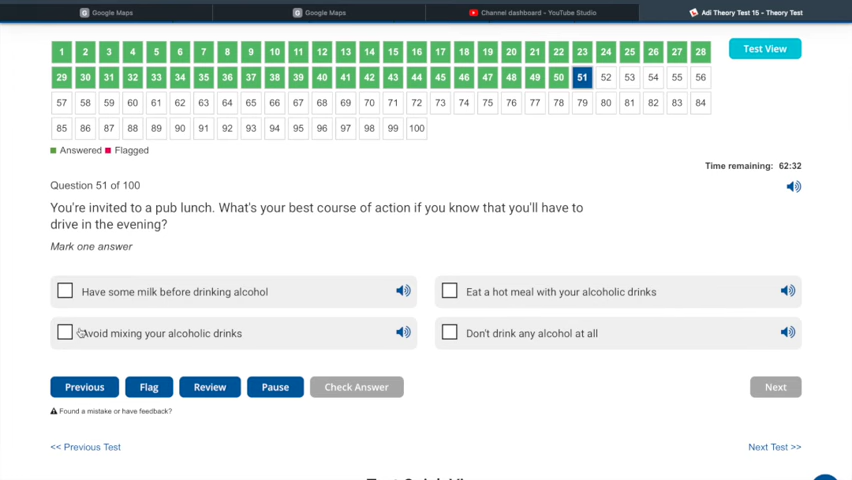 Google Maps
Google Maps
Channel dashboard - YouTube Studio
Adi Theory Test 15 - Theory Test
1 2 3 4 5 6 7 8 9 10 11 12 13 14 15 16 17 18 19 20 21 22 23 24 25 26 27 28
Test View
29 30 31 32 33 34 35 36 37 38 39 40 41 42 43 44 45 46 47 48 49 50 51 52 53 54 55 56
57 58 59 60 61 62 63 64 65 66 67 68 69 70 71 72 73 74 75 76 77 78 79 80 81 82 83 84
85 86 87 88 89 90 91 92 93 94 95 96 97 98 99 100
Answered Flagged
Time remaining: 62:32
Question 51 of 100
You're invited to a pub lunch. What's your best course of action if you know that you'll have to
drive in the evening?
Mark one answer
Have some milk before drinking alcohol
Eat a hot meal with your alcoholic drinks
Avoid mixing your alcoholic drinks
Don't drink any alcohol at all
Previous Flag Review Pause Check Answer Next
Found a mistake or have feedback?
<< Previous Test
Next Test >>